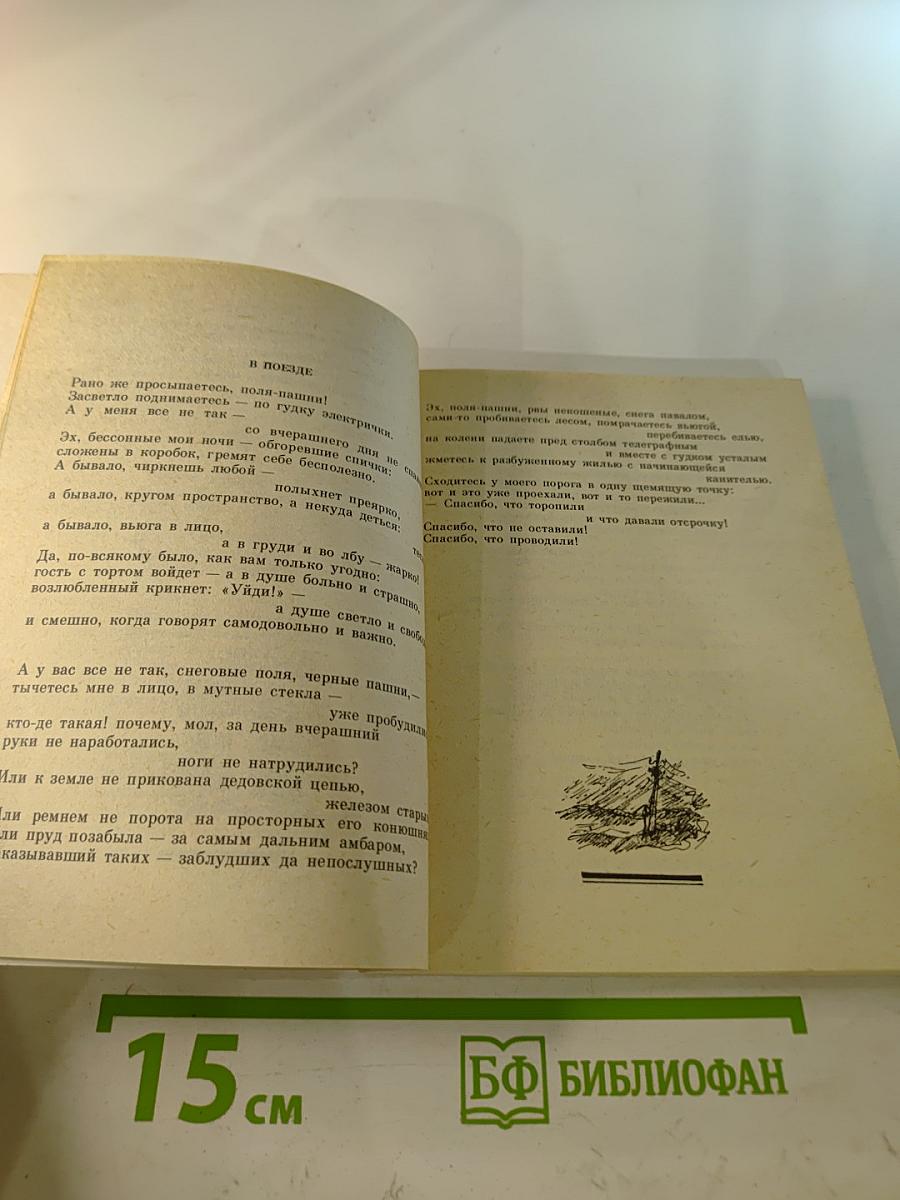 В ПОЕЗДЕ
Рано же просыпаетесь, поля-пашни!
Засветло поднимаетесь — по гудку электрички.
А у меня все не так —
со вчерашнего дня не
Эх, бессонные мои ночи — обгоревшие спички:
сложены в коробок, гремят себе бесполезно.
А бывало, чиркнешь любой —
полыхнет преярко,
а бывало, кругом пространство, а некуда деться:
а бывало, вьюга в лицо,
а в груди и во лбу — жарко!
Да, по-всякому было, как вам только угодно:
гость с тортом войдет — а в душе больно и страшно,
возлюбленный крикнет: «Уйди!» —
а душе светло и
и смешно, когда говорят самодовольно и важно.
А у вас все не так, снеговые поля, черные пашни,—
тычетесь мне в лицо, в мутные стекла —
уже
кто-де такая! почему, мол, за день вчерашний
руки не наработались,
ноги не натрудились?
Или к земле не прикована дедовской цепью,
железом
Или ремнем не порота на просторных его
ли пруд позабыла — за самым дальним амбаром,
таких — заблудших да непослушных?
Эх, поля-пашни, рвы некошеные, снега навалом,
сами-то пробиваетесь лесом, помрачаетесь вьюгой,
перебиваетесь елью,
на колени падаете пред столбом телеграфным
и вместе с гудком усталым
жметесь к разбуженному жилью с начинающейся
канителью.
Сходитесь у моего порога в одну щемящую точку:
вот и это уже проехали, вот и то пережили...
— Спасибо, что торопили
и что давали отсрочку!
Спасибо, что не оставили!
Спасибо, что проводили!
15 см
БФ БИБЛИОФАН